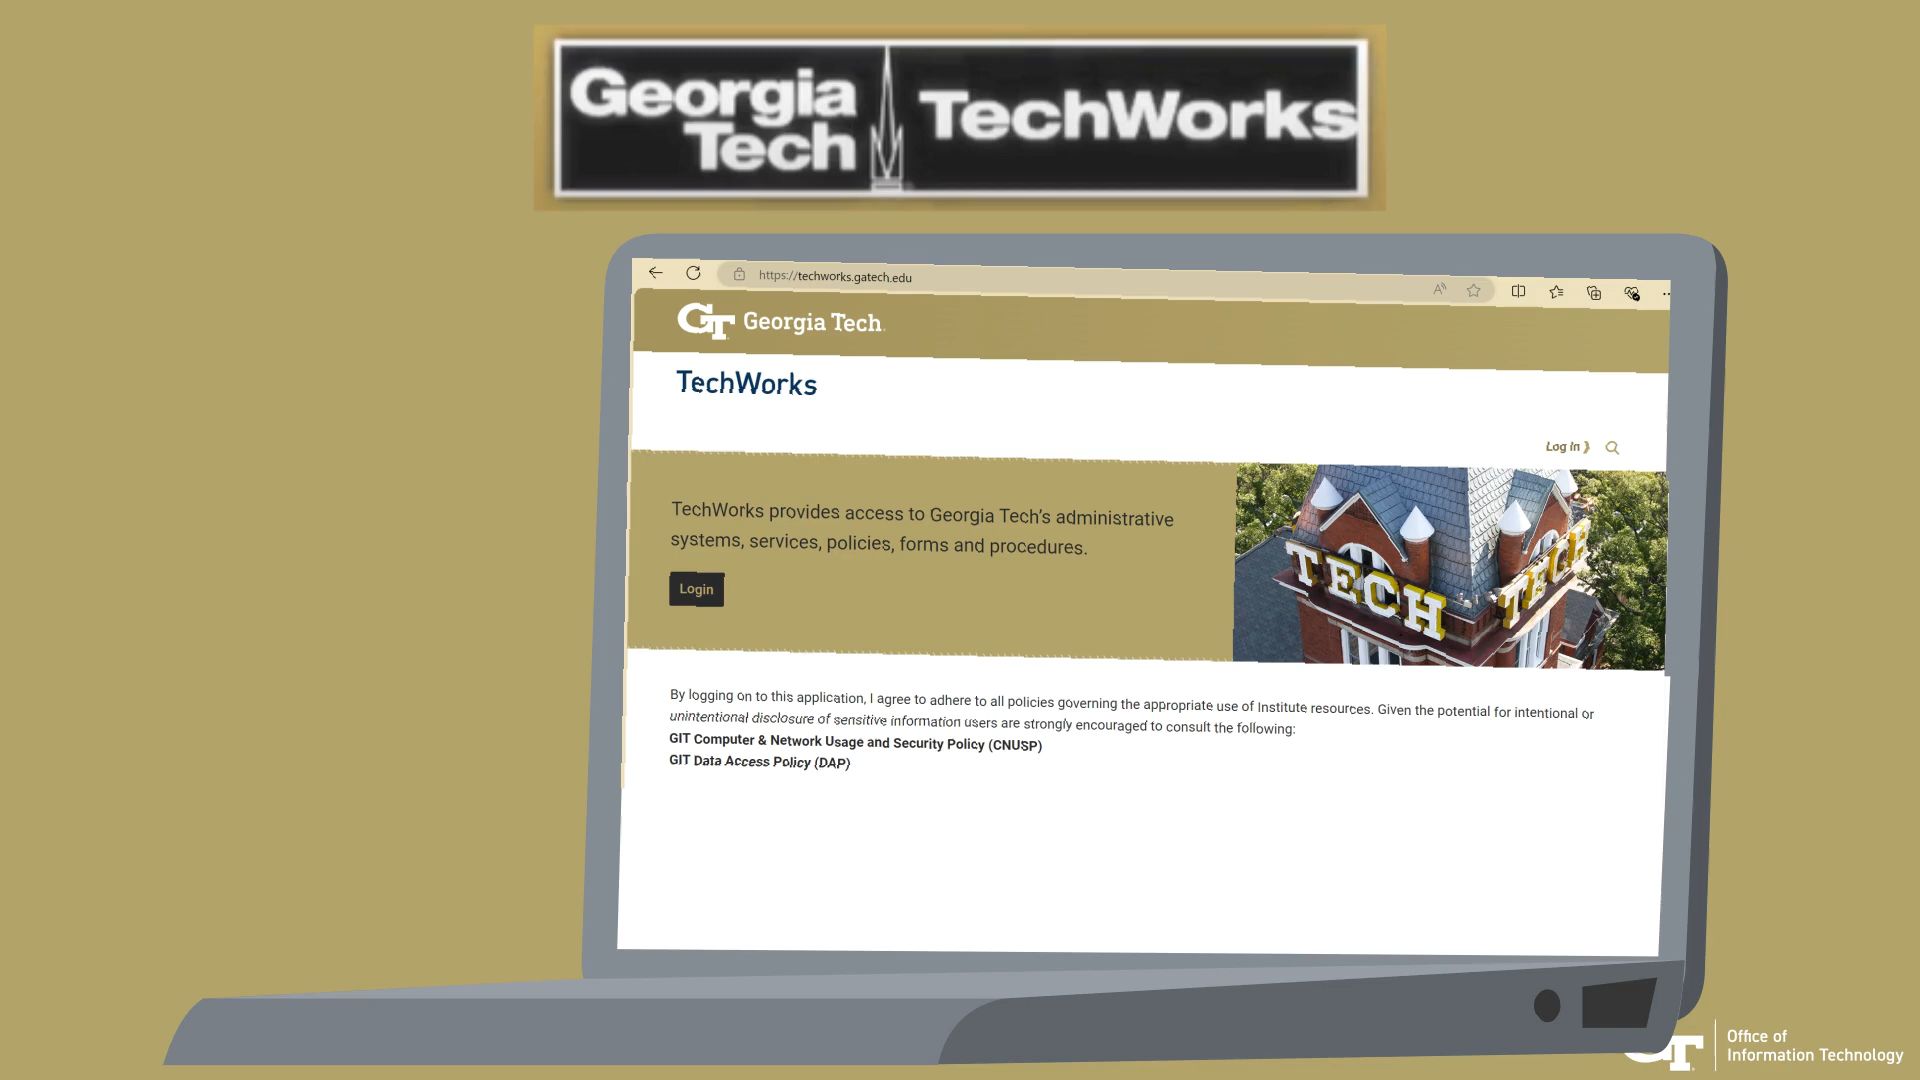 Georgia
Tech
TechWorks
https://techworks.gatech.edu
GT Georgia Tech.
TechWorks
Log in
TechWorks provides access to Georgia Tech's administrative
systems, services, policies, forms and procedures.
Login
TECH TECH
By logging on to this application, I agree to adhere to all policies governing the appropriate use of Institute resources. Given the potential for intentional or
unintentional disclosure of sensitive information users are strongly encouraged to consult the following:
GIT Computer & Network Usage and Security Policy (CNUSP)
GIT Data Access Policy (DAP)
GT
Office of
Information Technology